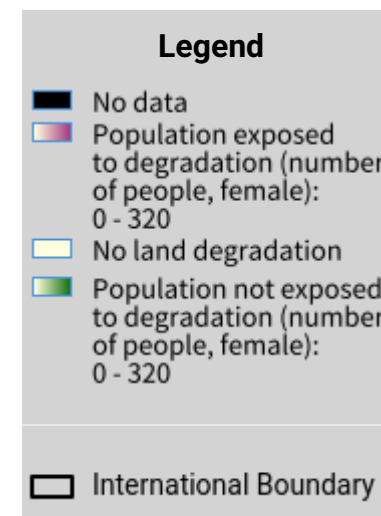 Legend
No data
Population exposed
to degradation (number
of people, female):
0 - 320
No land degradation
Population not exposed
to degradation (number
of people, female):
0 - 320
International Boundary